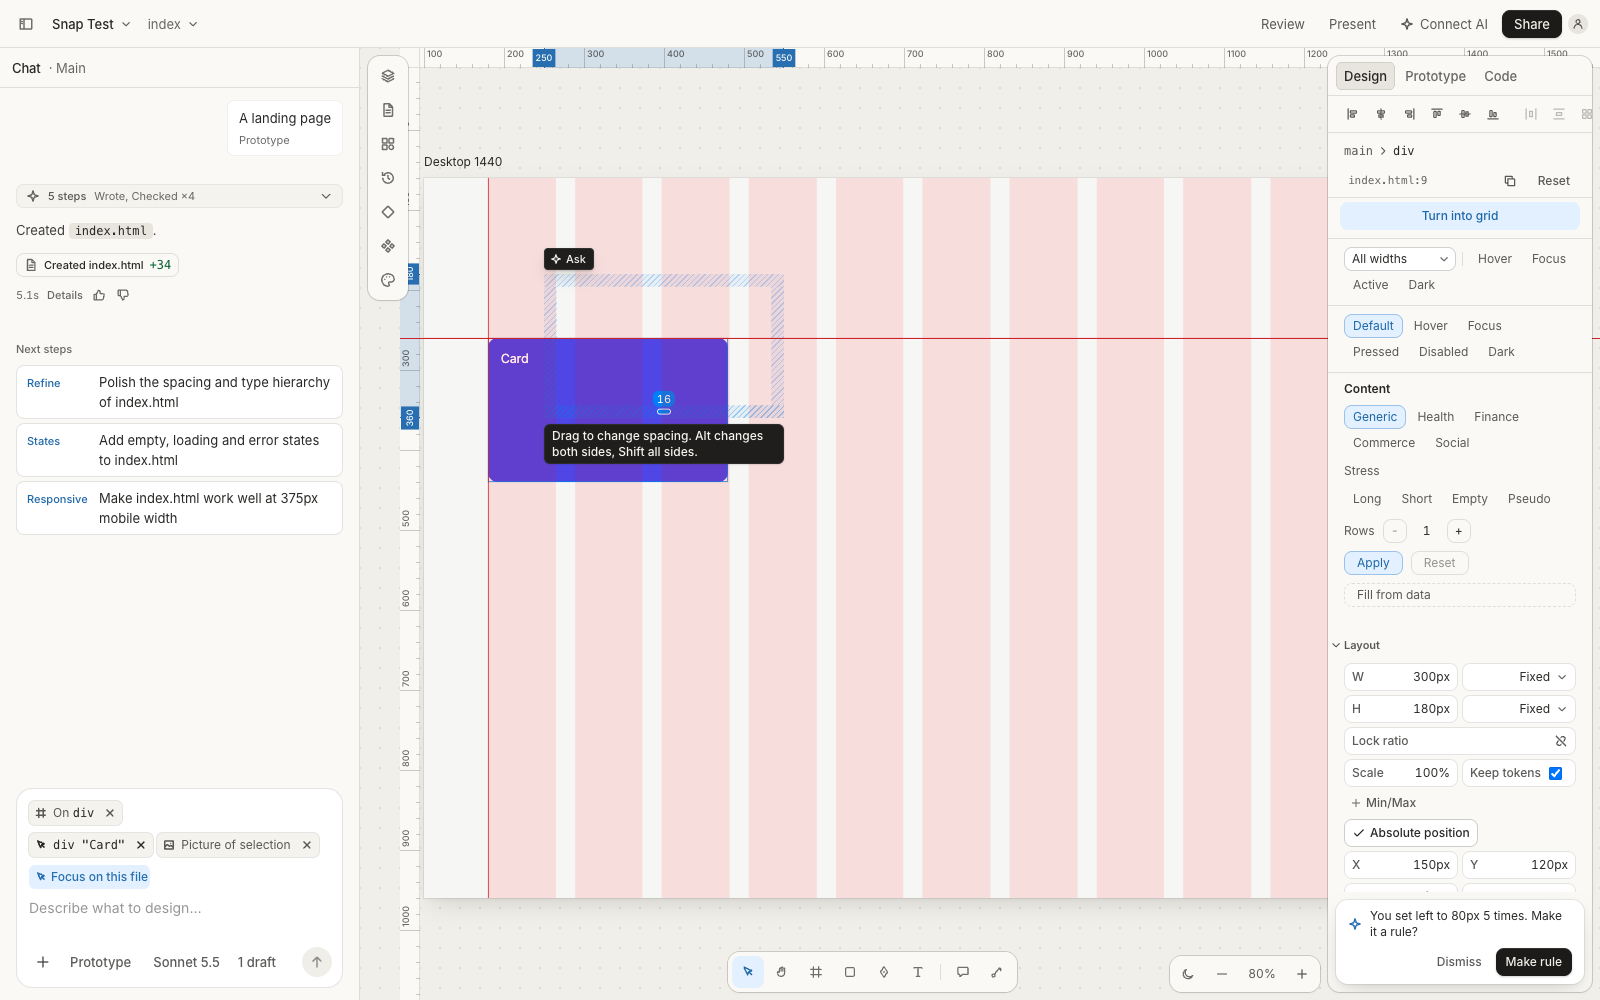 Snap Test
index
Review
Present
Connect AI
Share
Chat · Main
A landing page
Prototype
5 steps Wrote, Checked ×4
Created index.html.
Created index.html +34
5.1s Details
Next steps
Refine
Polish the spacing and type hierarchy
of index.html
States
Add empty, loading and error states
to index.html
Responsive
Make index.html work well at 375px
mobile width
On div
div "Card"
Picture of selection
Focus on this file
Describe what to design...
Prototype
Sonnet 5.5
1 draft
100
200
250
300
400
500
550
600
700
800
900
1000
1100
1200
1300
1400
1500
180
300
360
500
600
700
800
900
1000
Desktop 1440
Ask
Card
16
Drag to change spacing. Alt changes
both sides, Shift all sides.
80%
Design
Prototype
Code
main > div
index.html:9
Reset
Turn into grid
All widths
Hover
Focus
Active
Dark
Default
Hover
Focus
Pressed
Disabled
Dark
Content
Generic
Health
Finance
Commerce
Social
Stress
Long
Short
Empty
Pseudo
Rows - 1 +
Apply
Reset
Fill from data
Layout
W 300px
Fixed
H 180px
Fixed
Lock ratio
Scale 100%
Keep tokens
+ Min/Max
Absolute position
X 150px
Y 120px
You set left to 80px 5 times. Make
it a rule?
Dismiss
Make rule